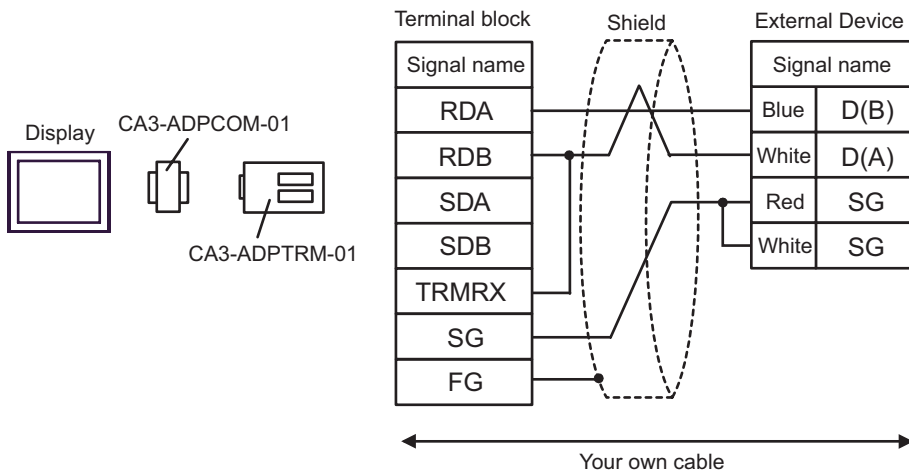 Display
CA3-ADPCOM-01
CA3-ADPTRM-01
Terminal block
Shield
External Device
Signal name
RDA
RDB
SDA
SDB
TRMRX
SG
FG
Signal name
Blue D(B)
White D(A)
Red SG
White SG
Your own cable